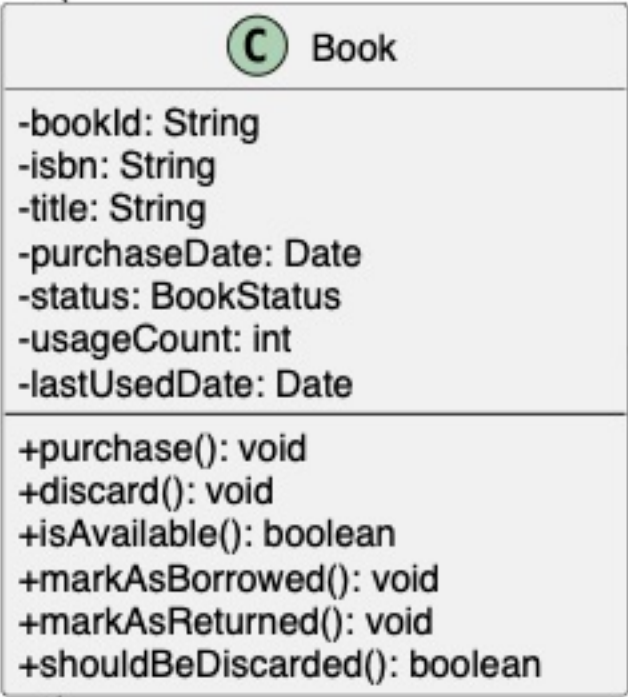 C Book
-bookId: String
-isbn: String
-title: String
-purchaseDate: Date
-status: BookStatus
-usageCount: int
-lastUsedDate: Date
+purchase(): void
+discard(): void
+isAvailable(): boolean
+markAsBorrowed(): void
+markAsReturned(): void
+shouldBeDiscarded(): boolean